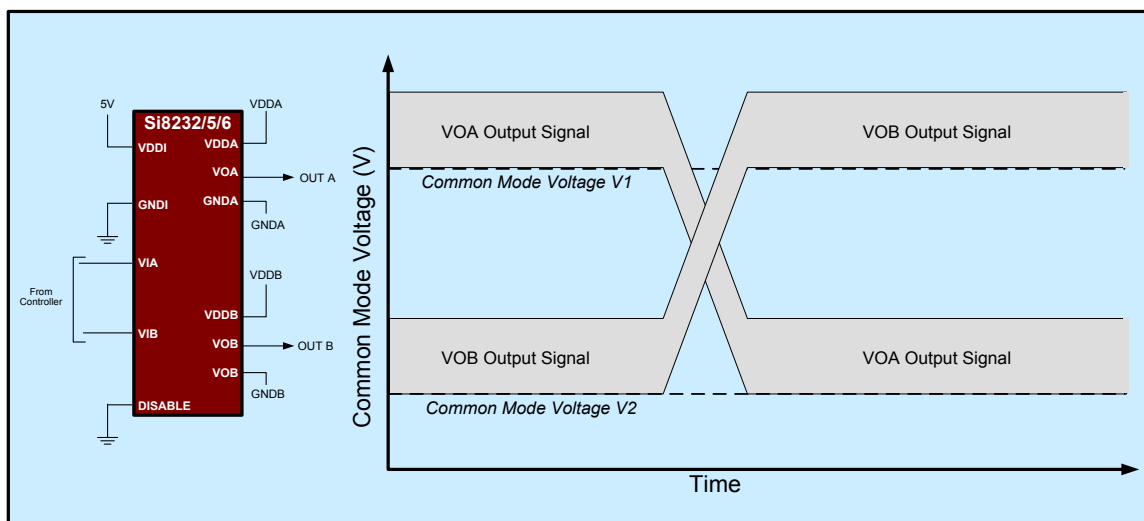 5V
VDDA
Si8232/5/6
VDDI
VDDA
VOA
OUT A
GNDI
GNDA
GNDA
VIA
From
Controller
VDDB
VDDB
VIB
VOB
OUT B
VOB
GNDB
DISABLE
Common Mode Voltage (V)
VOA Output Signal
VOB Output Signal
Common Mode Voltage V1
VOB Output Signal
VOA Output Signal
Common Mode Voltage V2
Time